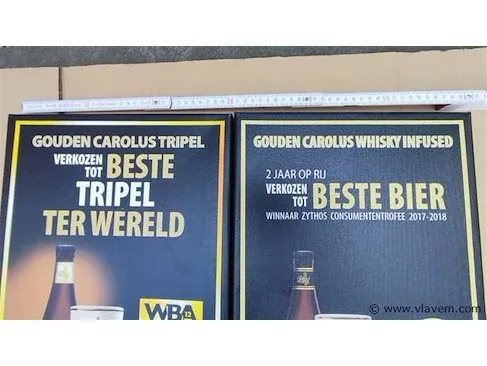 GOUDEN CAROLUS TRIPEL
VERKOZEN
TOT BESTE
TRIPEL
TER WERELD
WBA
12
GOUDEN CAROLUS WHISKY INFUSED
2 JAAR OP RIJ
VERKOZEN
TOT BESTE BIER
WINNAAR ZYTHOS CONSUMENTENTROFEE 2017-2018
© www.vlavem.com